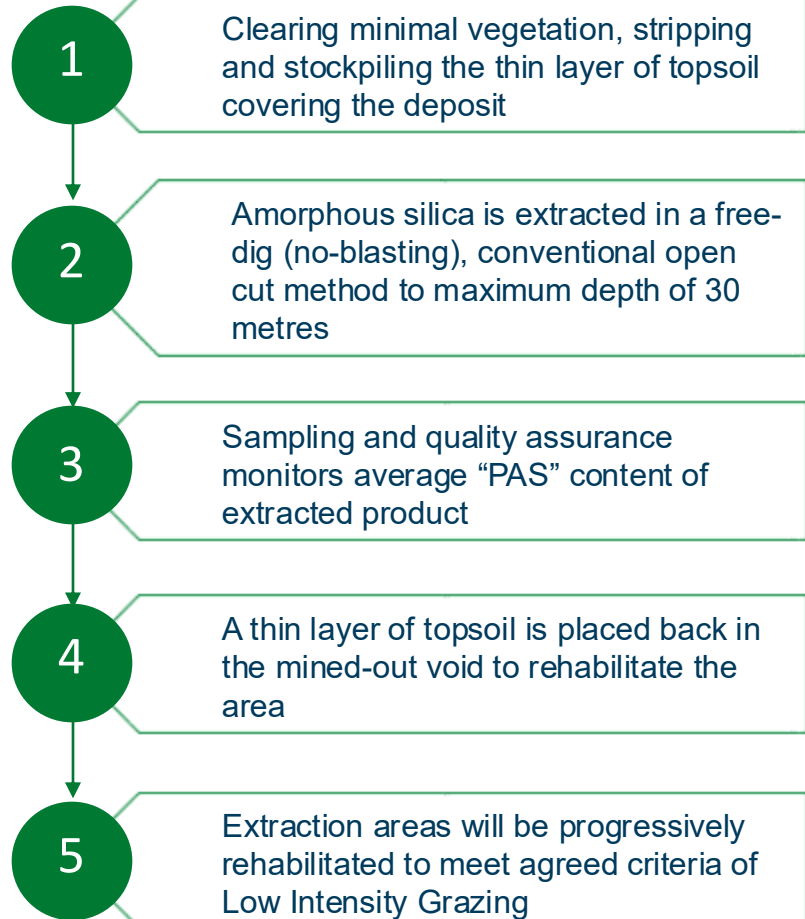 1
Clearing minimal vegetation, stripping
and stockpiling the thin layer of topsoil
covering the deposit
2
Amorphous silica is extracted in a free-
dig (no-blasting), conventional open
cut method to maximum depth of 30
metres
3
Sampling and quality assurance
monitors average “PAS” content of
extracted product
4
A thin layer of topsoil is placed back in
the mined-out void to rehabilitate the
area
5
Extraction areas will be progressively
rehabilitated to meet agreed criteria of
Low Intensity Grazing